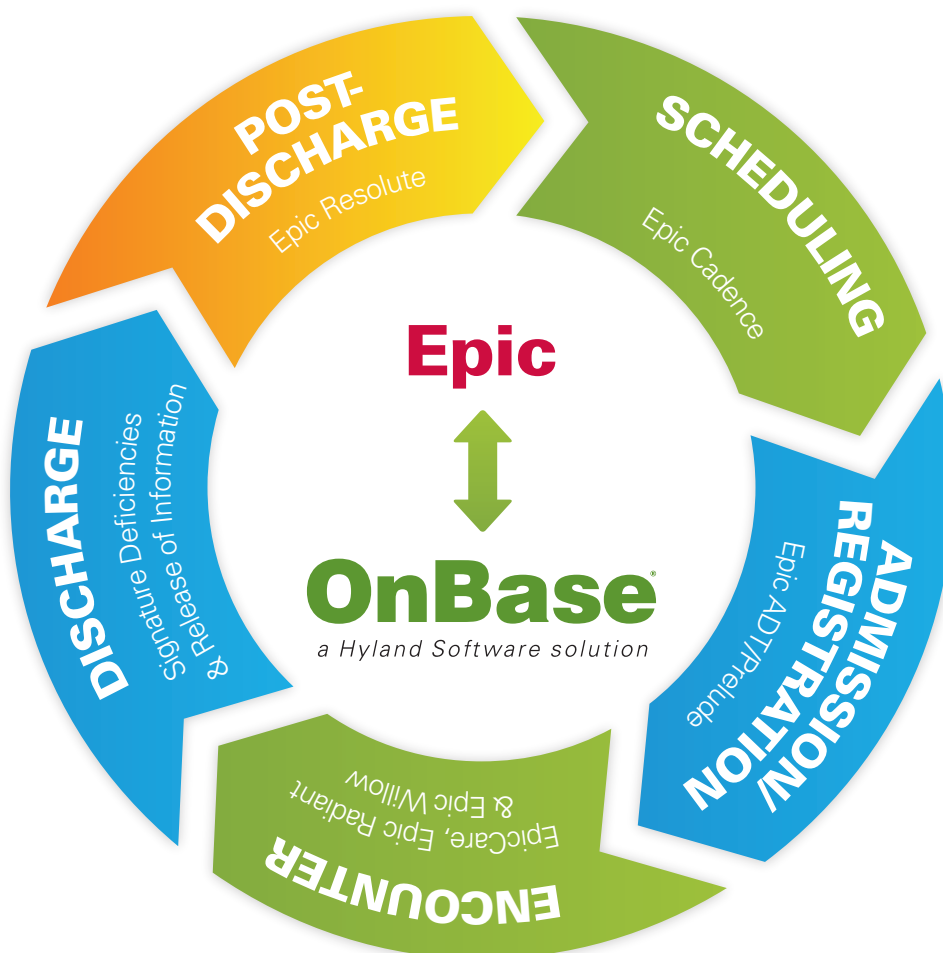 POST-
DISCHARGE
Epic Resolute
SCHEDULING
Epic Cadence
ADMISSION/
REGISTRATION
Epic ADT/Prelude
ENCOUNTER
EpicCare, Epic Radiant
& Epic Willow
DISCHARGE
Signature Deficiencies
& Release of Information
Epic
OnBase®
a Hyland Software solution